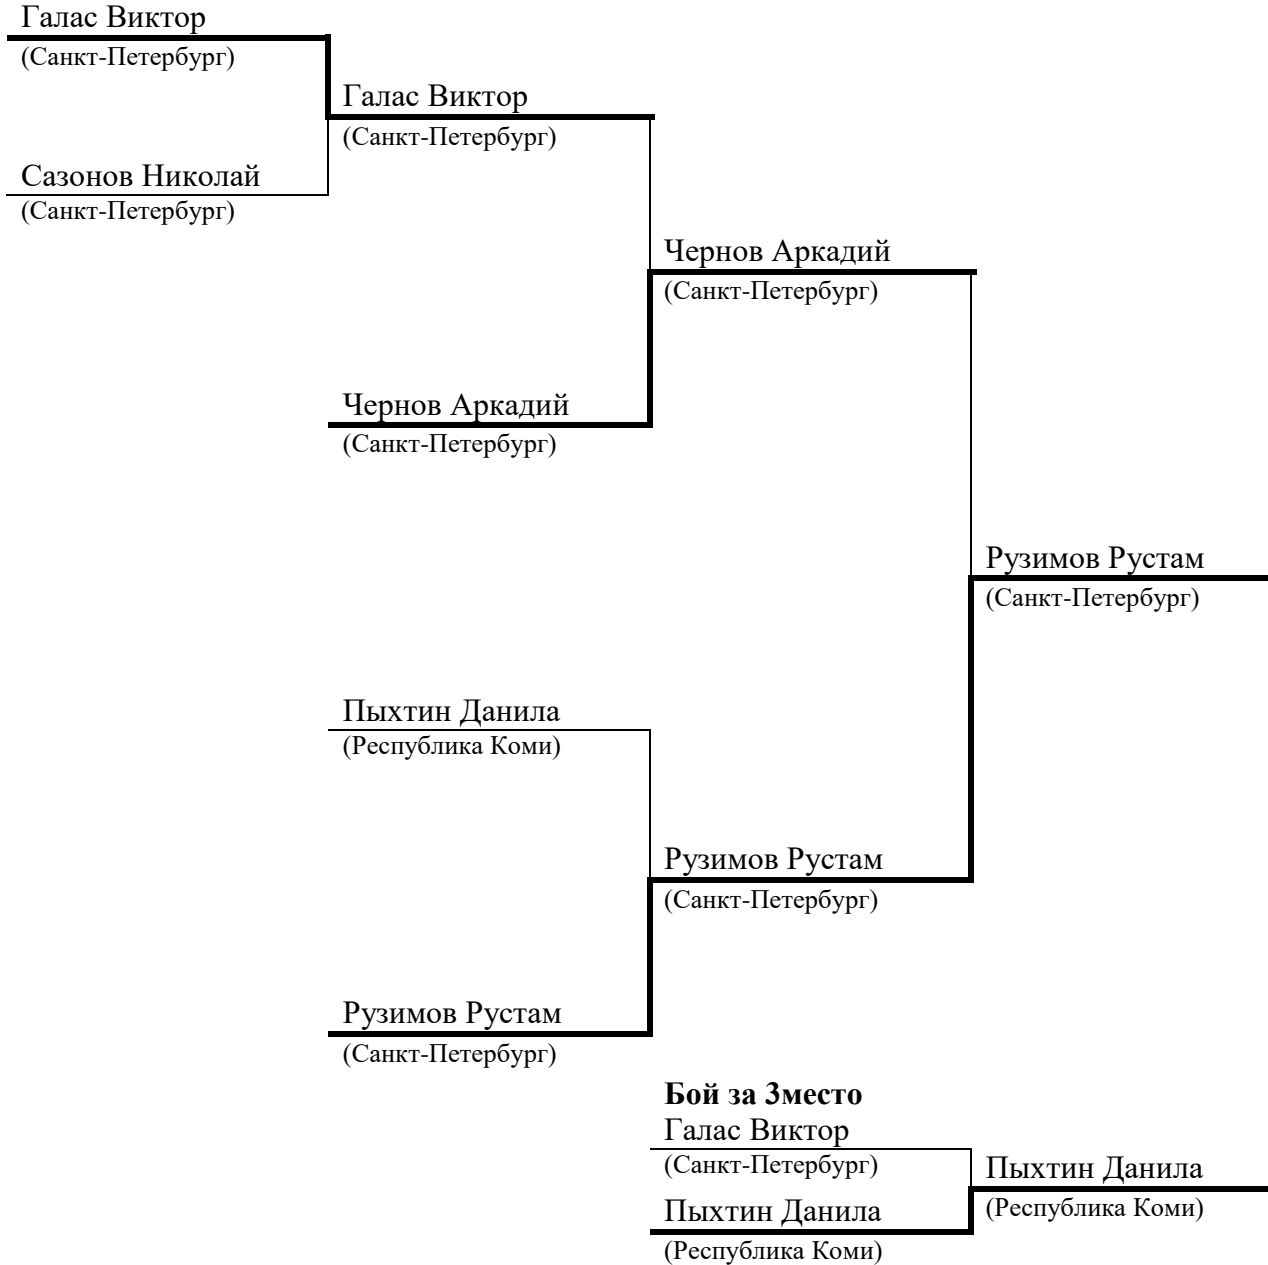 Галас Виктор
(Санкт-Петербург)
Галас Виктор
(Санкт-Петербург)
Сазонов Николай
(Санкт-Петербург)
Чернов Аркадий
(Санкт-Петербург)
Чернов Аркадий
(Санкт-Петербург)
Рузимов Рустам
(Санкт-Петербург)
Пыхтин Данила
(Республика Коми)
Рузимов Рустам
(Санкт-Петербург)
Рузимов Рустам
(Санкт-Петербург)
Бой за 3место
Галас Виктор
(Санкт-Петербург)
Пыхтин Данила
(Республика Коми)
Пыхтин Данила
(Республика Коми)